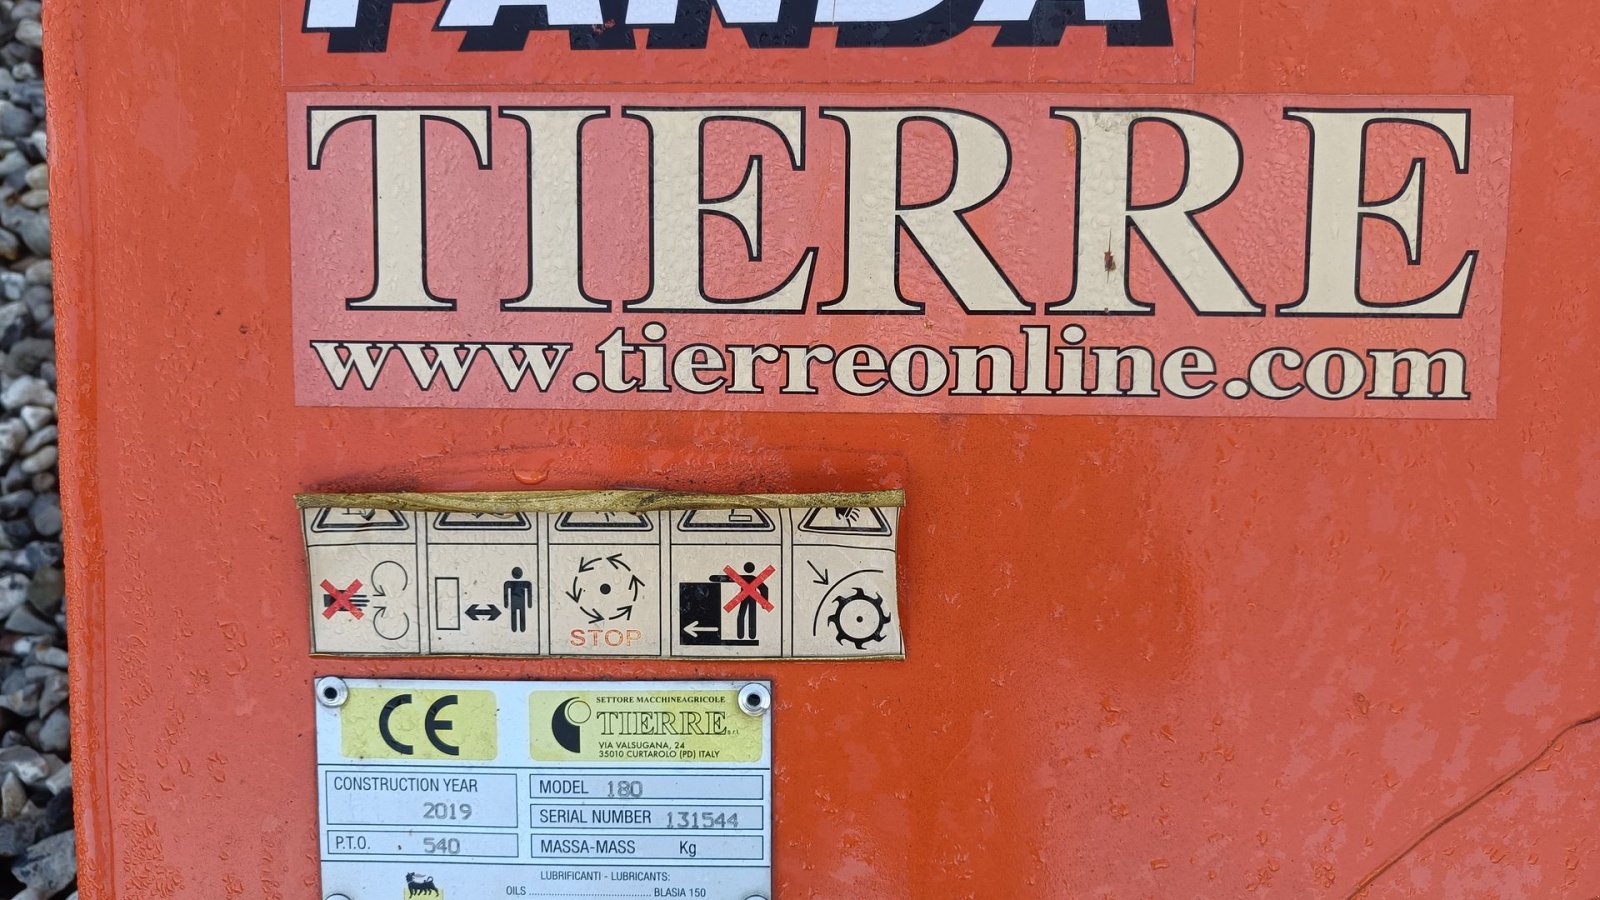 PANDA
TIERRE
www.tierreonline.com
STOP
CE
SETTORE MACCHINEAGRICOLE
TIERRE s.r.l.
VIA VALSUGANA, 24
35010 CURTAROLO (PD) ITALY
CONSTRUCTION YEAR
2019
MODEL 180
SERIAL NUMBER 131544
P.T.O. 540
MASSA-MASS Kg
LUBRIFICANTI - LUBRICANTS:
OILS ........................................ BLASIA 150